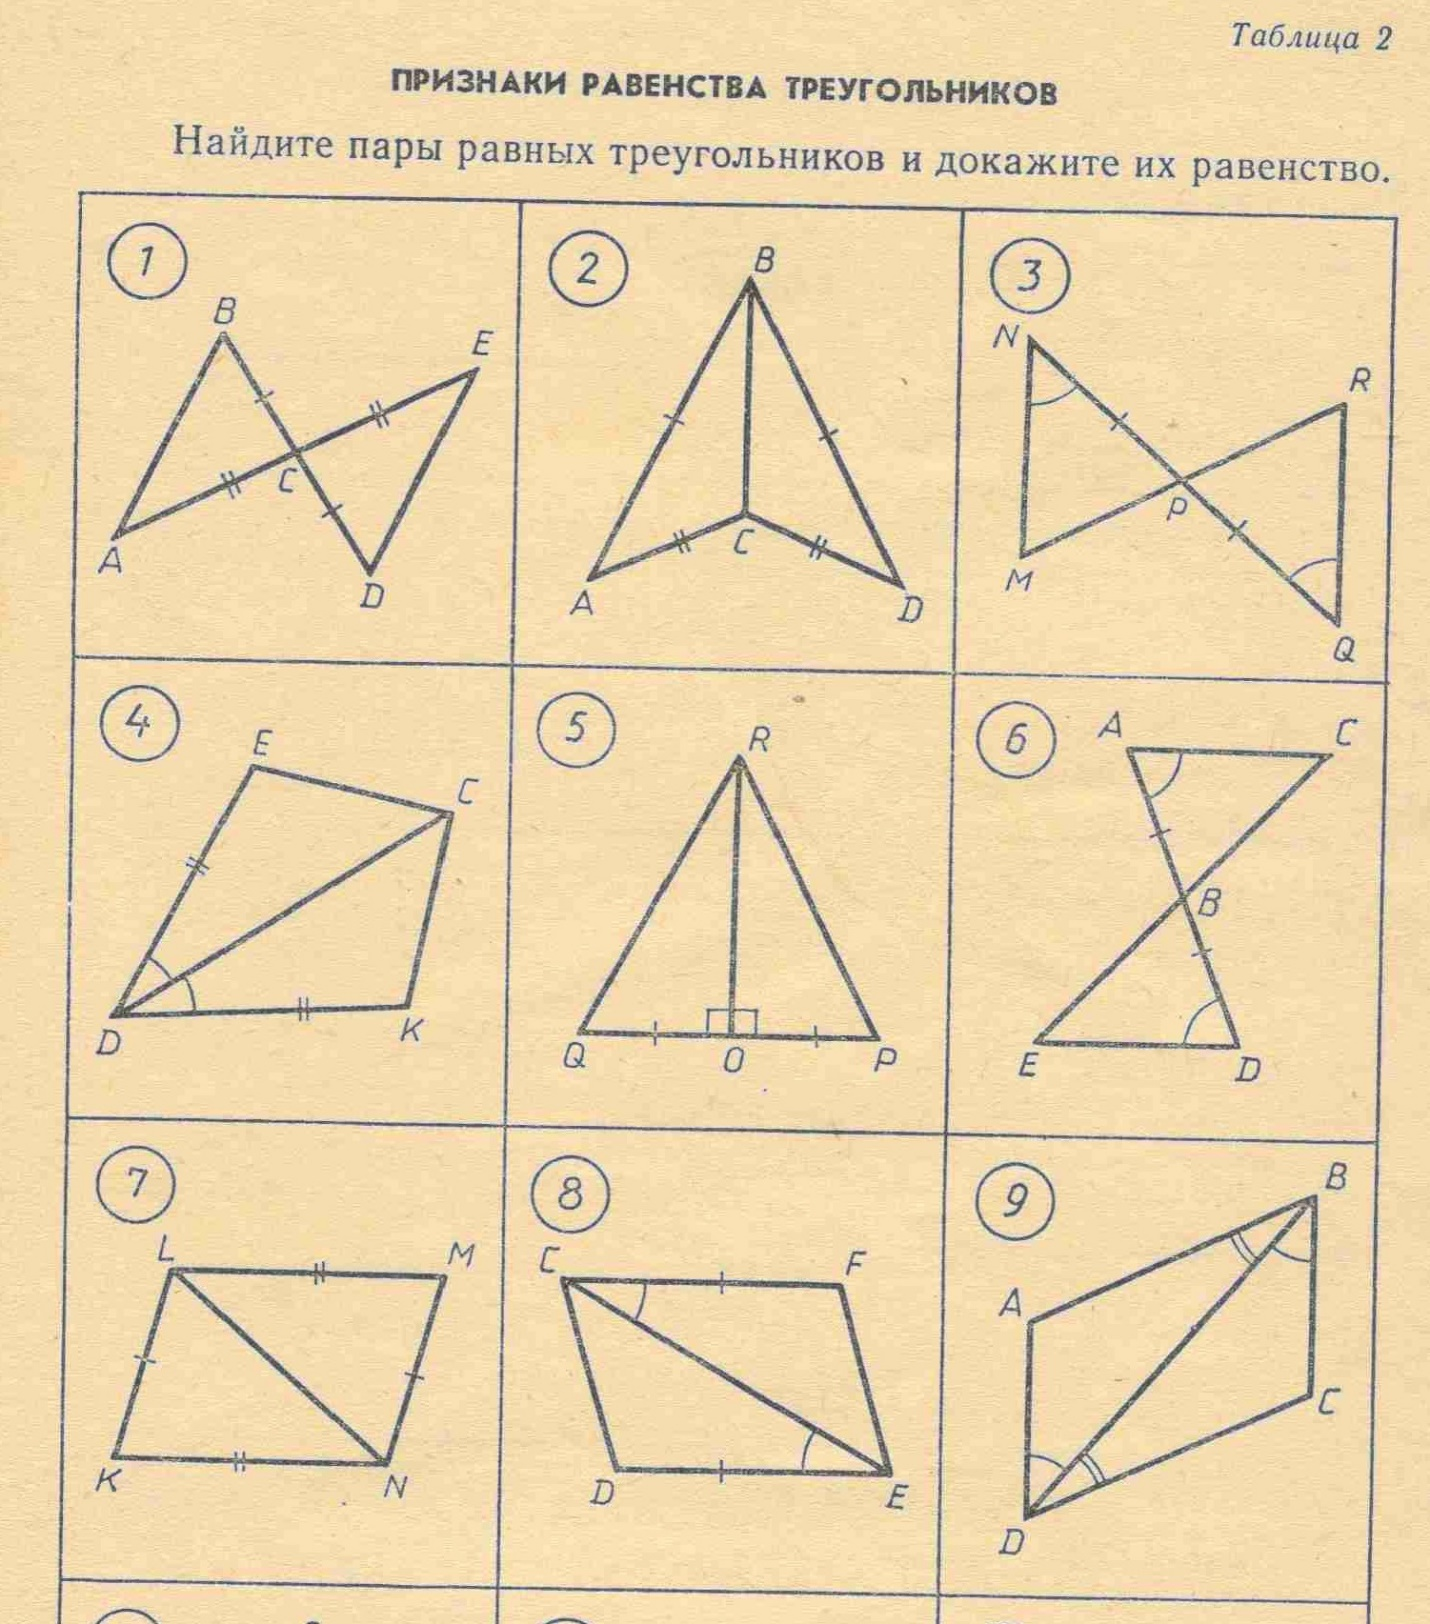 Таблица 2
ПРИЗНАКИ РАВЕНСТВА ТРЕУГОЛЬНИКОВ
Найдите пары равных треугольников и докажите их равенство.
1
B
E
C
A
D
2
B
C
A
D
3
N
R
P
M
Q
4
E
C
D
K
5
R
Q
O
P
6
A
C
B
E
D
7
L
M
K
N
8
C
F
D
E
9
B
A
C
D